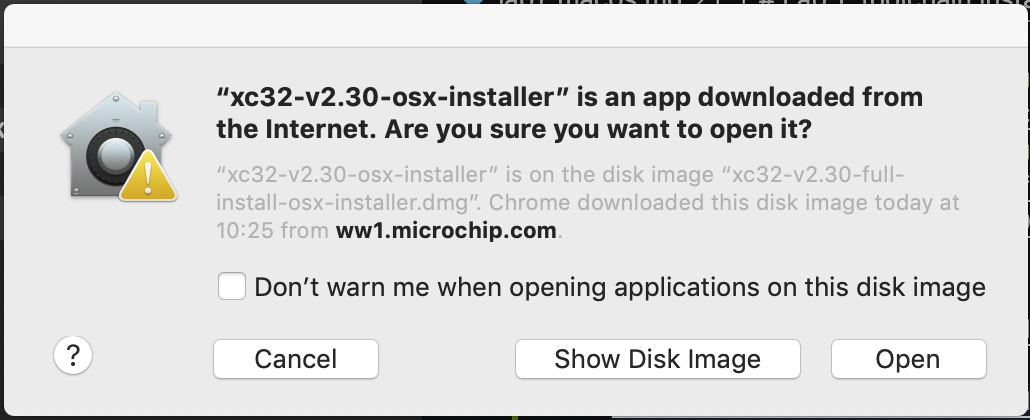 “xc32-v2.30-osx-installer” is an app downloaded from
the Internet. Are you sure you want to open it?
“xc32-v2.30-osx-installer” is on the disk image “xc32-v2.30-full-
install-osx-installer.dmg”. Chrome downloaded this disk image today at
10:25 from ww1.microchip.com.
Don’t warn me when opening applications on this disk image
?
Cancel
Show Disk Image
Open